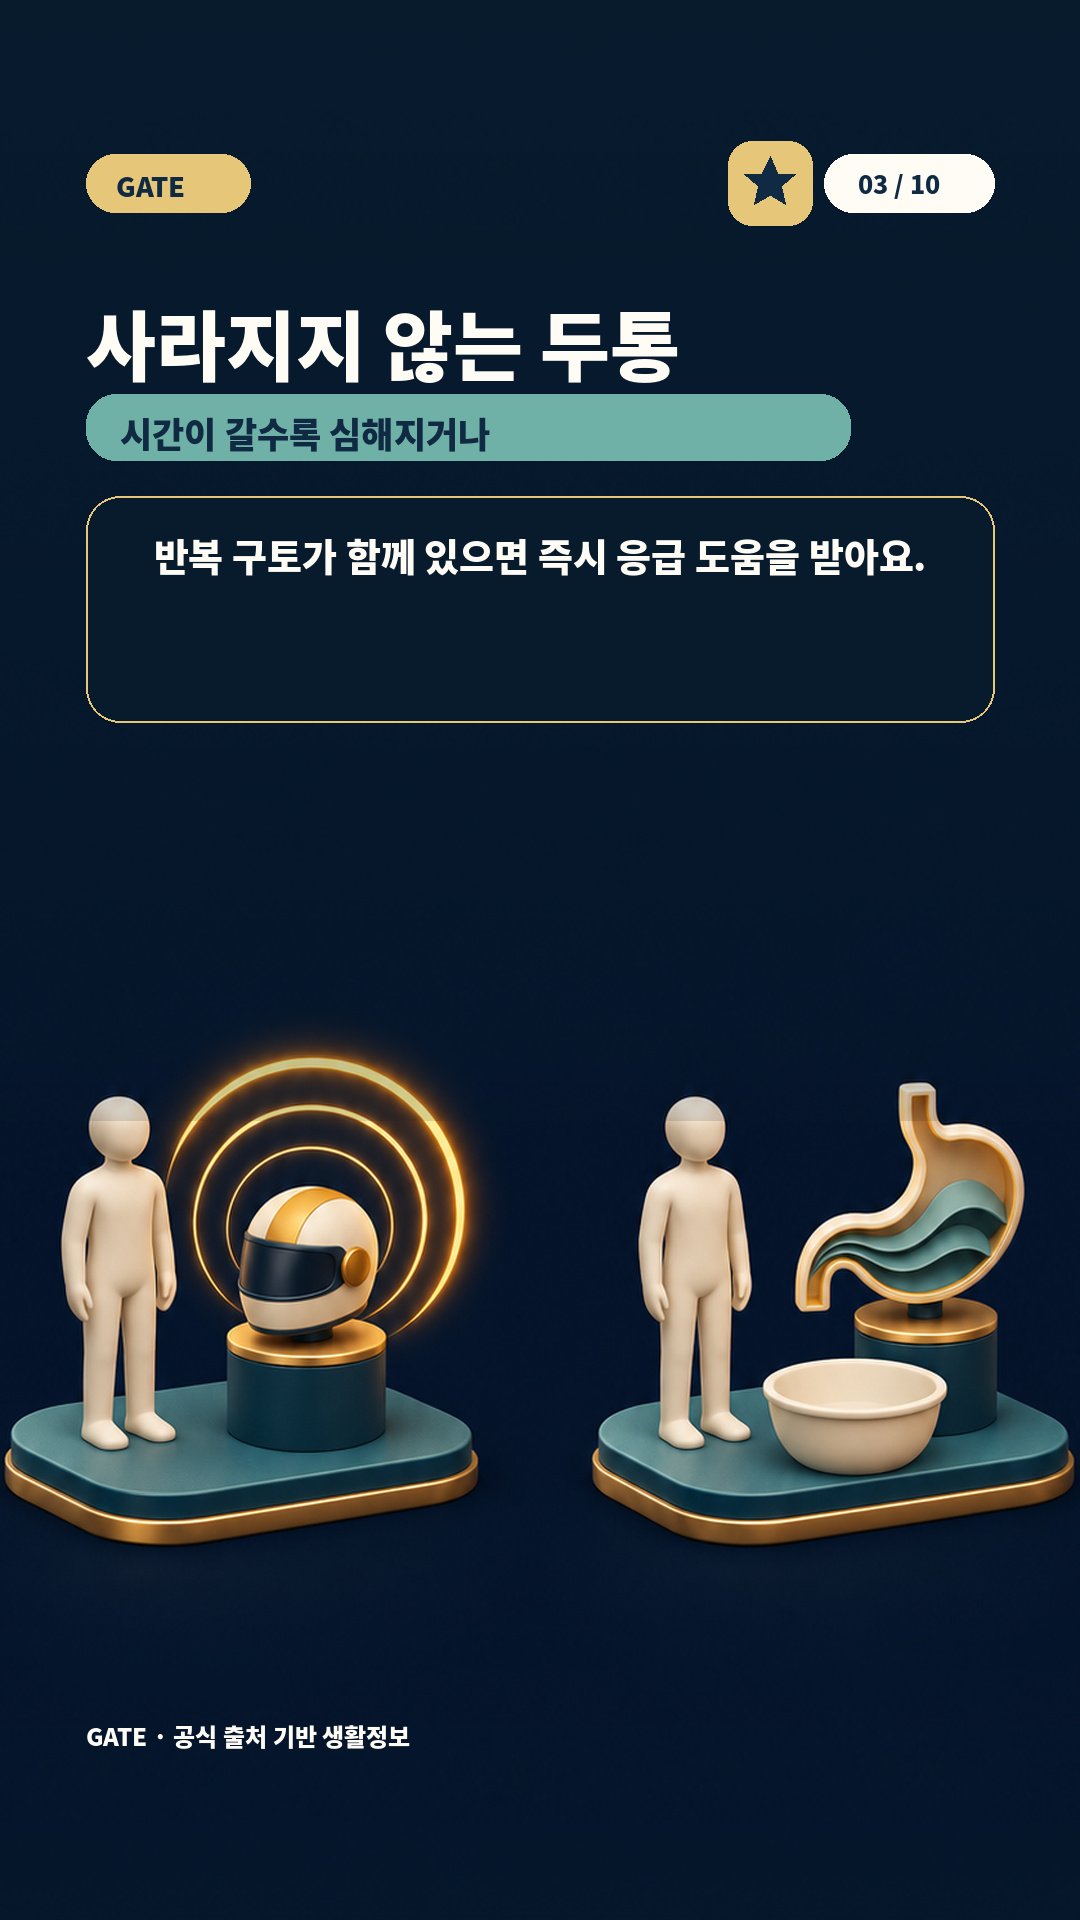 GATE
03 / 10
사라지지 않는 두통
시간이 갈수록 심해지거나
반복 구토가 함께 있으면 즉시 응급 도움을 받아요.
GATE · 공식 출처 기반 생활정보